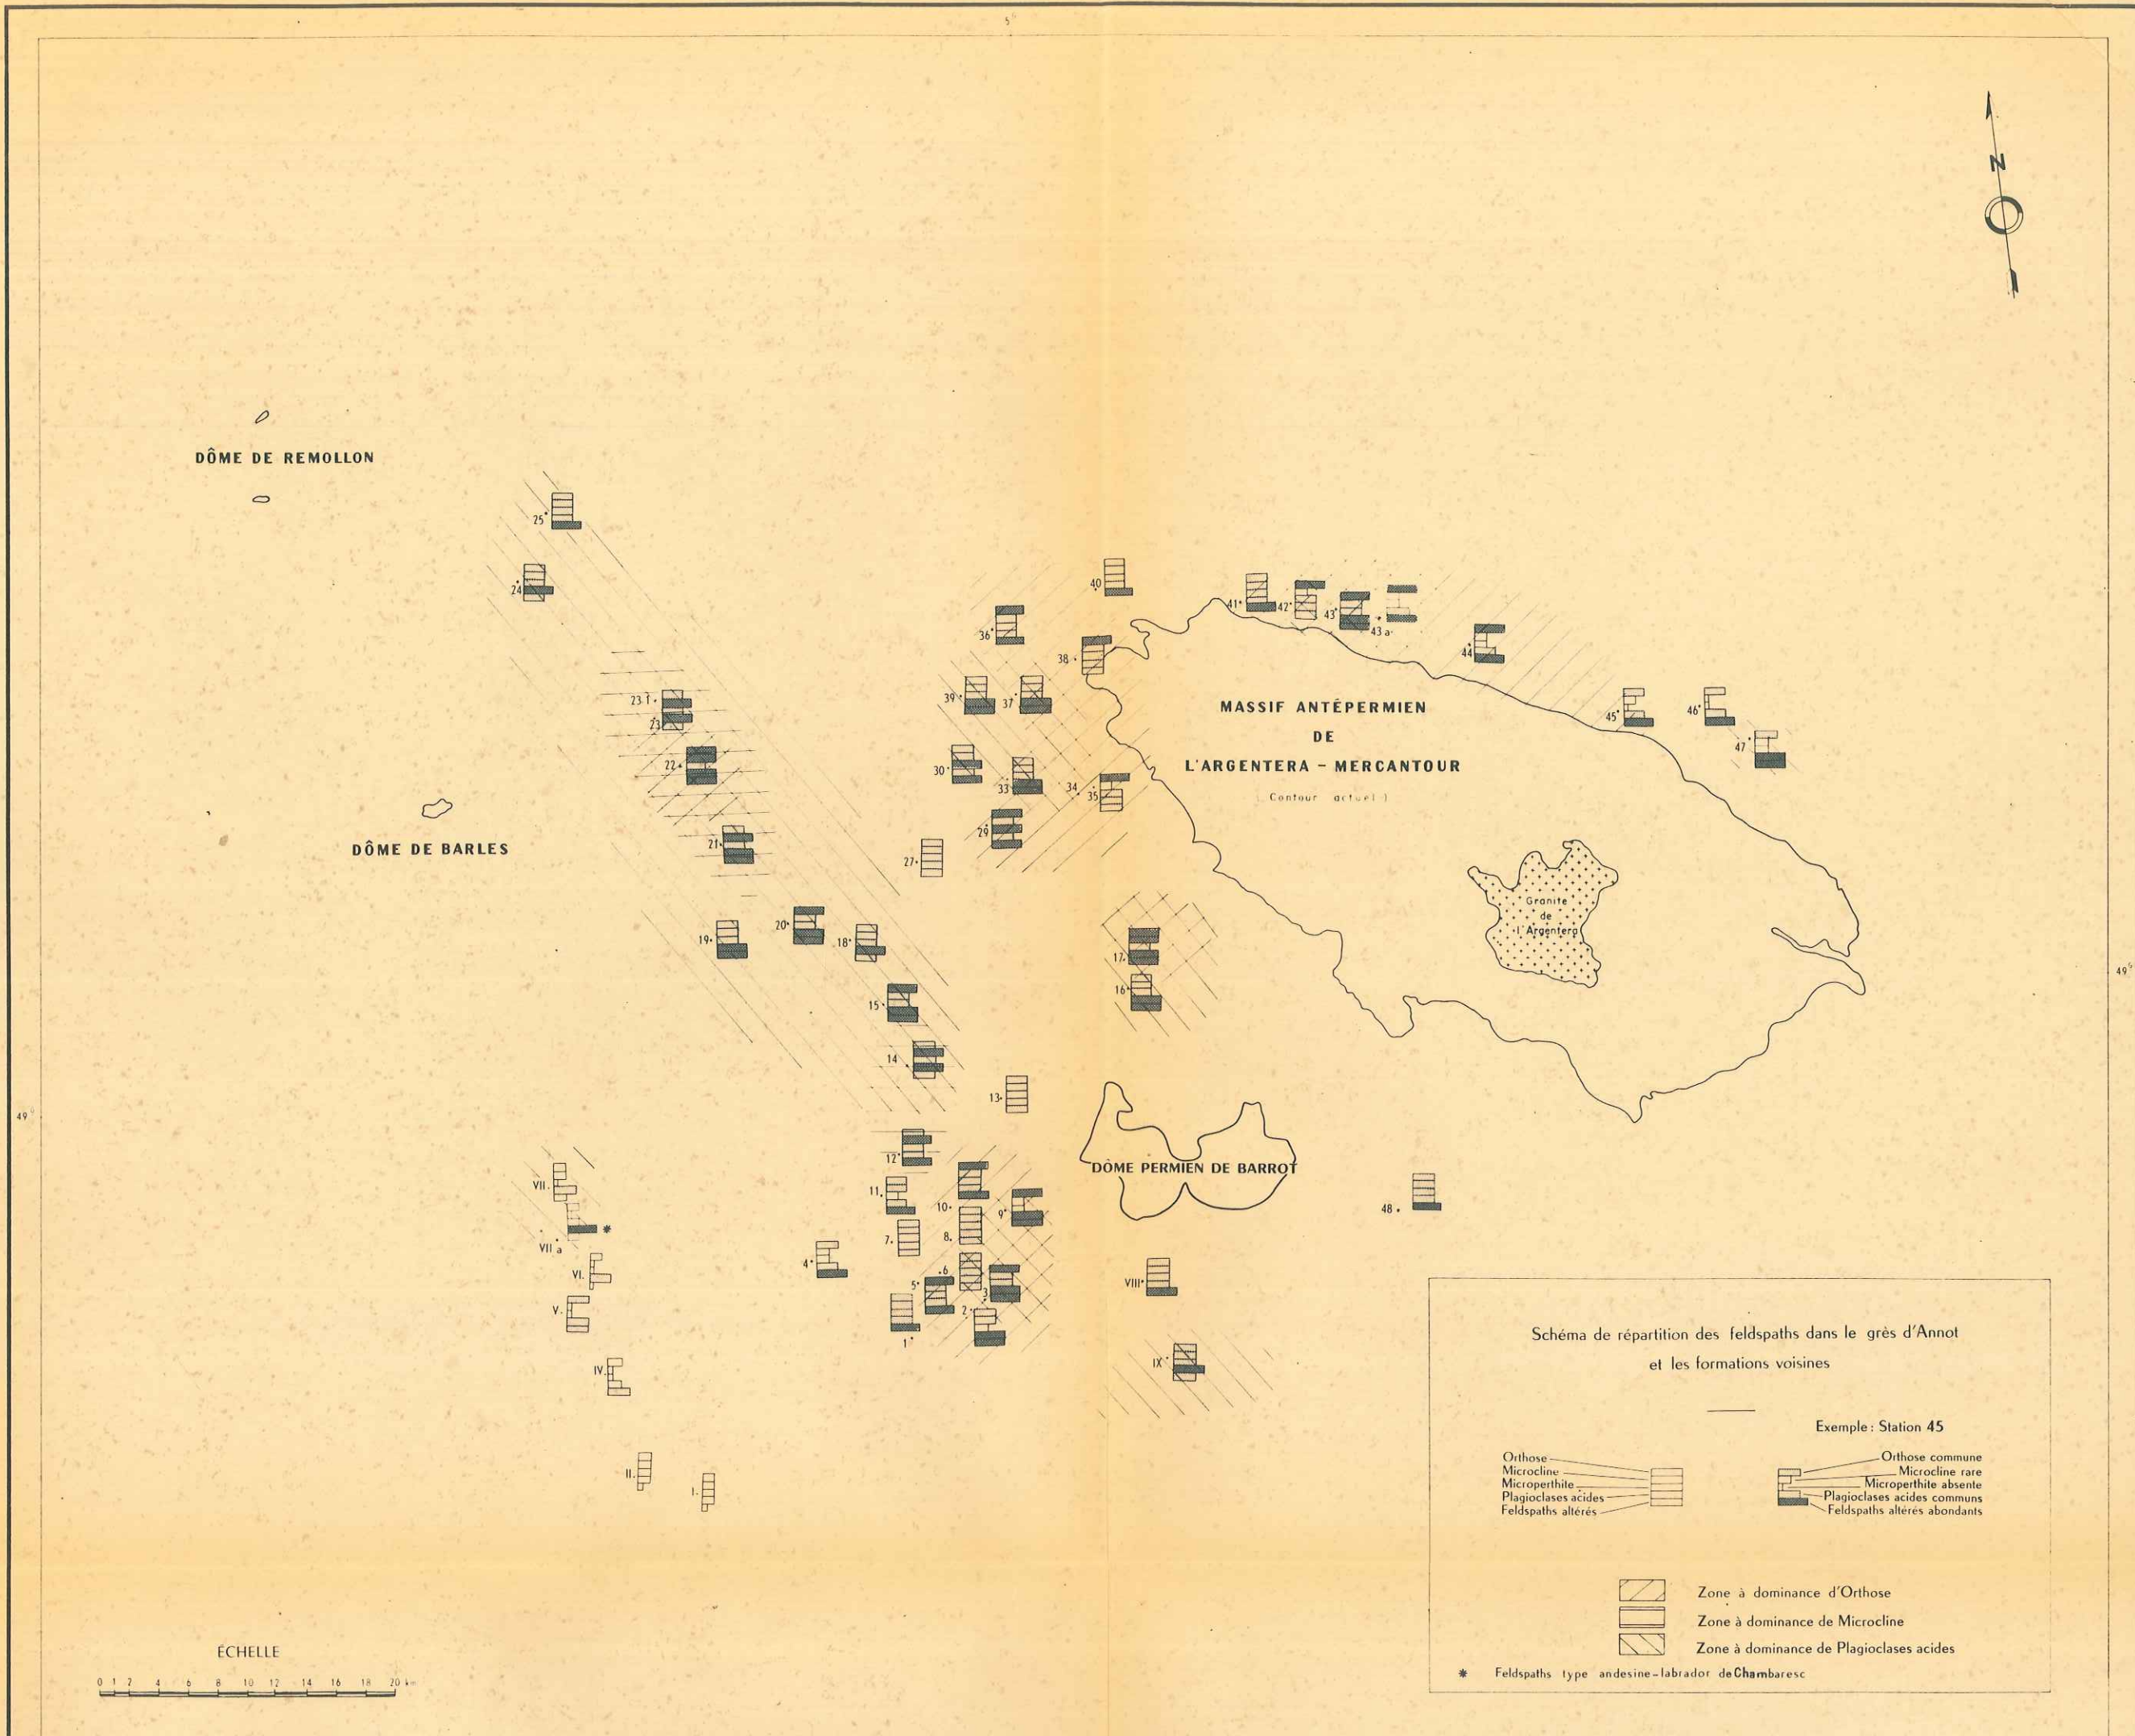 5ᴳ
N
DÔME DE REMOLLON
25
24
40
41
42
43
43 a
36
38
44
39
37
45
46
47
23 f
23
MASSIF ANTÉPERMIEN
DE
L'ARGENTERA - MERCANTOUR
( Contour actuel )
22
30
33
34
35
29
21
27
DÔME DE BARLES
Granite
de
l'Argentera
19
20
18
17
16
49ᴳ
15
14
13
49ᴳ
12
DÔME PERMIEN DE BARROT
VII
11
10
9
48
VII a
*
7
8
4
VI
5
6
3
VIII
V
2
1
IX
IV
II
I
Schéma de répartition des feldspaths dans le grès d'Annot
et les formations voisines
Exemple : Station 45
Orthose
Microcline
Microperthite
Plagioclases acides
Feldspaths altérés
Orthose commune
Microcline rare
Microperthite absente
Plagioclases acides communs
Feldspaths altérés abondants
Zone à dominance d'Orthose
Zone à dominance de Microcline
Zone à dominance de Plagioclases acides
* Feldspaths type andesine-labrador de Chambaresc
ÉCHELLE
0 1 2 4 6 8 10 12 14 16 18 20 km